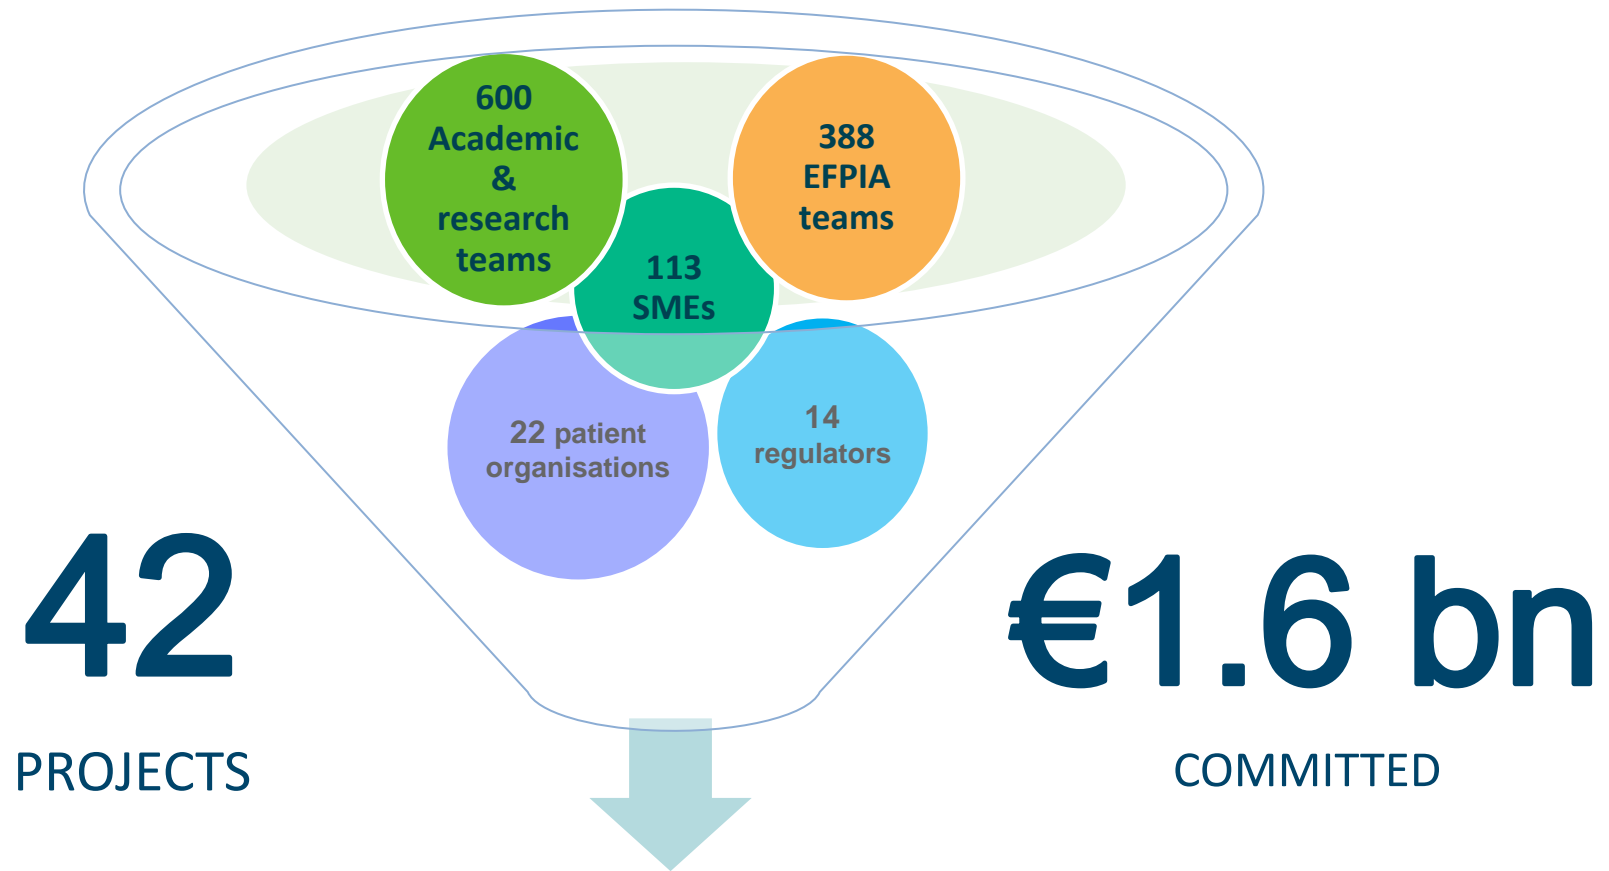 600
Academic
&
research
teams
388
EFPIA
teams
113
SMEs
22 patient
organisations
14
regulators
42
PROJECTS
€1.6 bn
COMMITTED